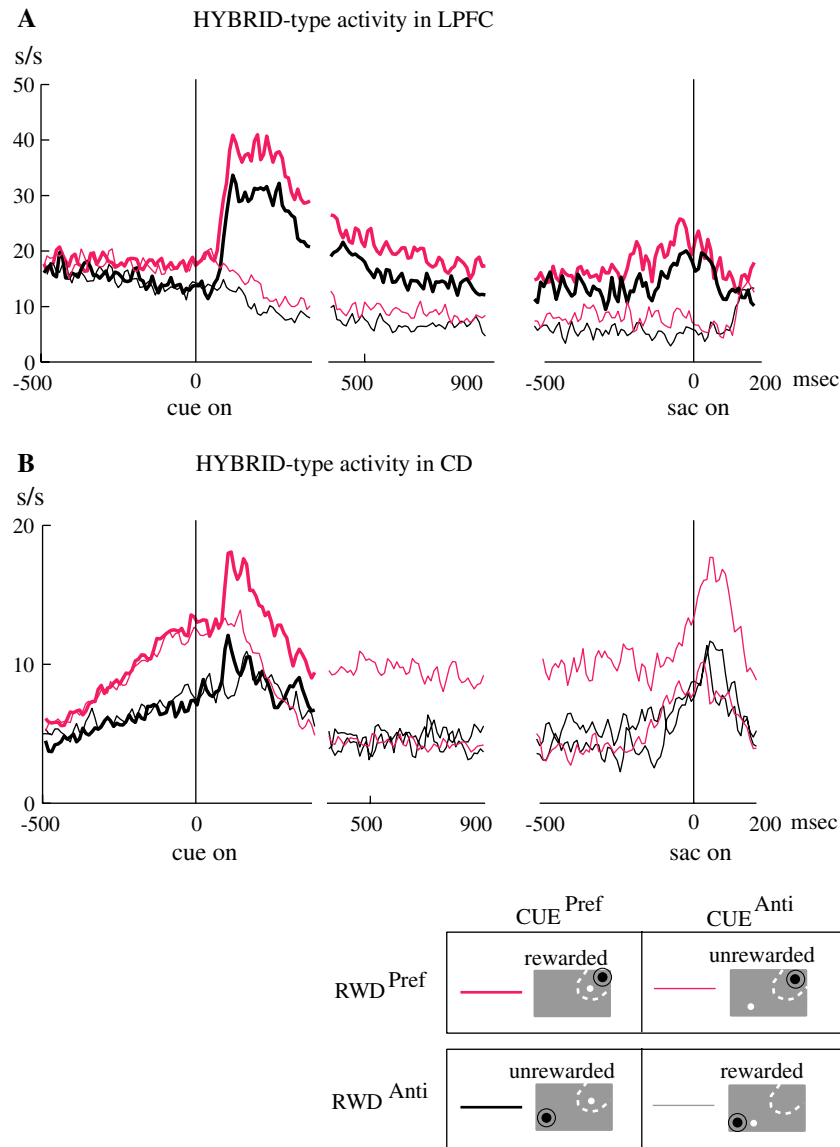 A HYBRID-type activity in LPFC
s/s
50
40
30
20
10
0
-500 0 500 900 -500 0 200 msec
cue on sac on
B HYBRID-type activity in CD
s/s
20
10
0
-500 0 500 900 -500 0 200 msec
cue on sac on
CUE Pref CUE Anti
rewarded unrewarded
RWD Pref
unrewarded rewarded
RWD Anti